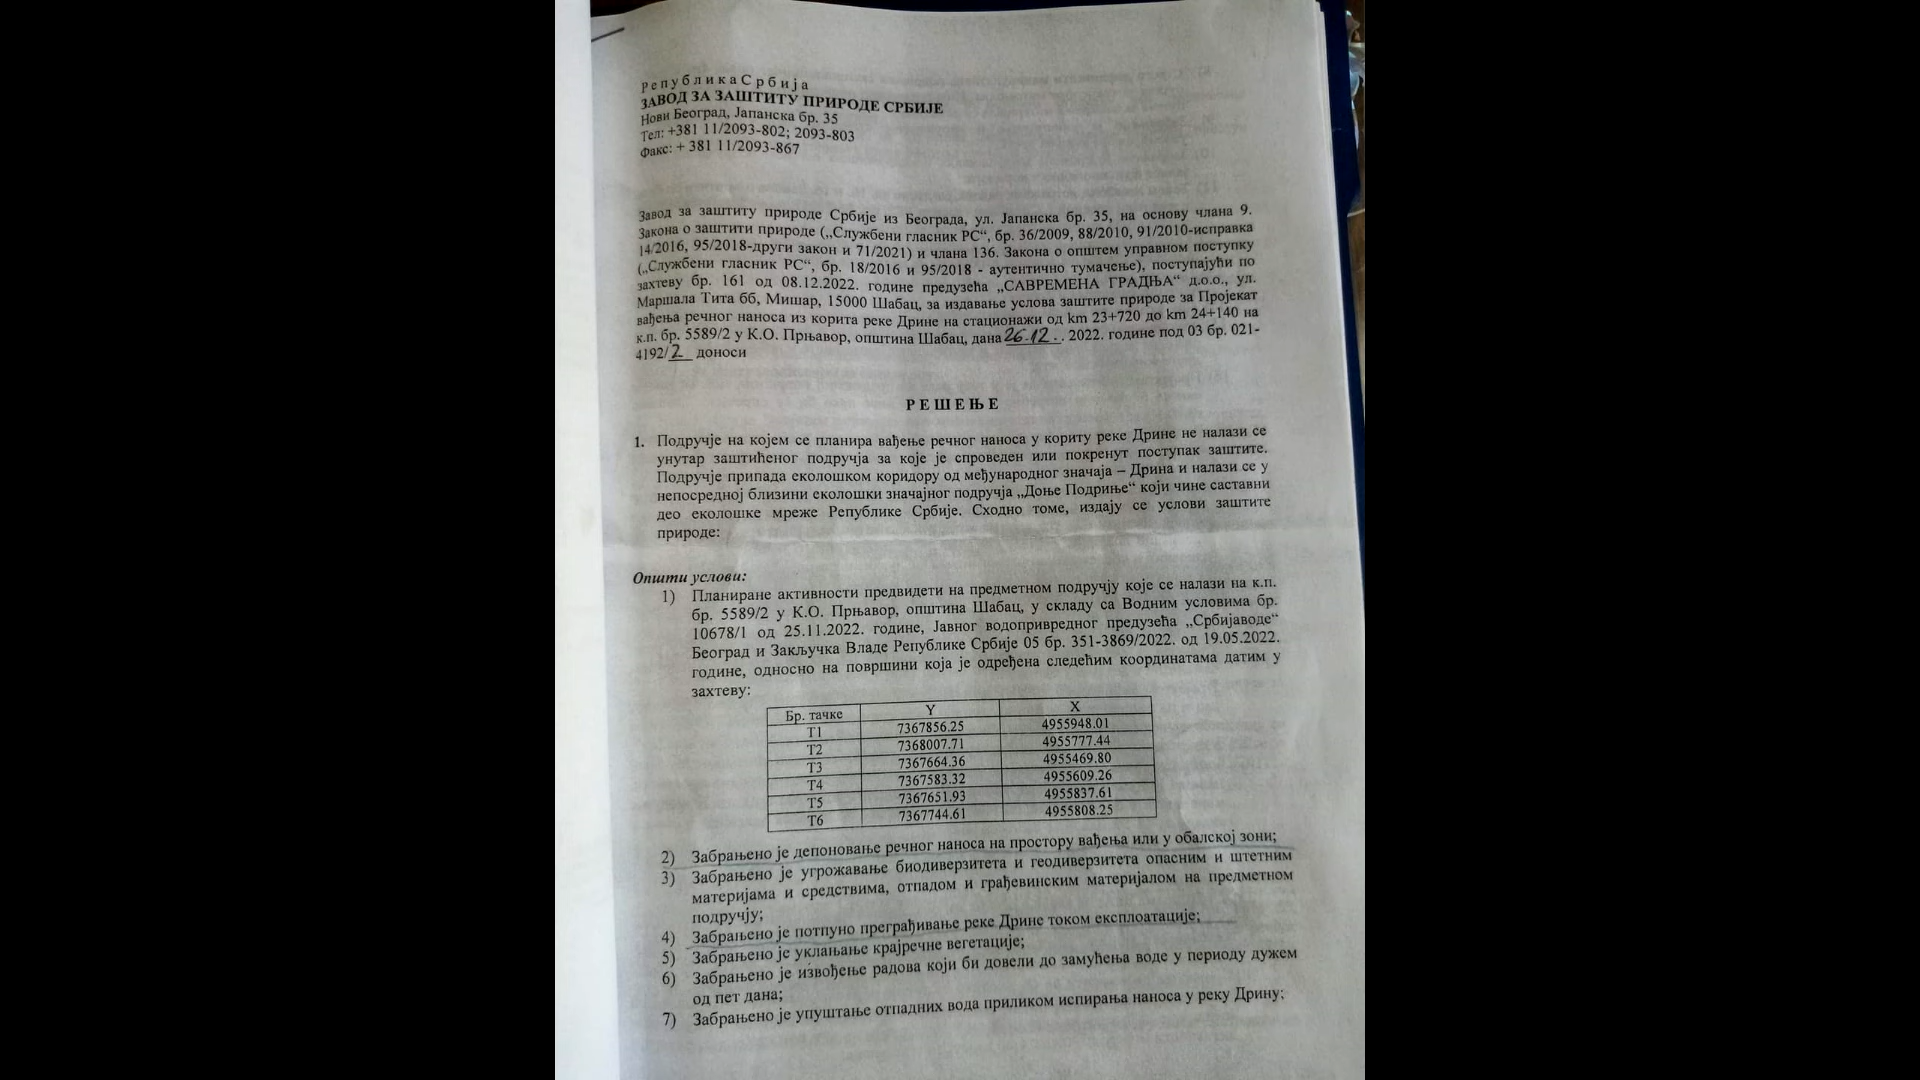 Република Србија
ЗАВОД ЗА ЗАШТИТУ ПРИРОДЕ СРБИЈЕ
Нови Београд, Јапанска бр. 35
Тел: +381 11/2093-802; 2093-803
Факс: + 381 11/2093-867
Завод за заштиту природе Србије из Београда, ул. Јапанска бр. 35, на основу члана 9.
Закона о заштити природе („Службени гласник РС“, бр. 36/2009, 88/2010, 91/2010-исправка
14/2016, 95/2018-други закон и 71/2021) и члана 136. Закона о општем управном поступку
(„Службени гласник РС“, бр. 18/2016 и 95/2018 - аутентично тумачење), поступајући по
захтеву бр. 161 од 08.12.2022. године предузећа „САВРЕМЕНА ГРАДЊА“ д.о.о., ул.
Маршала Тита бб, Мишар, 15000 Шабац, за издавање услова заштите природе за Пројекат
вађења речног наноса из корита реке Дрине на стационажи од km 23+720 до km 24+140 на
к.п. бр. 5589/2 у К.О. Прњавор, општина Шабац, дана 26.12.. 2022. године под 03 бр. 021-
4192/2 доноси
Р Е Ш Е Њ Е
1. Подручје на којем се планира вађење речног наноса у кориту реке Дрине не налази се
унутар заштићеног подручја за које је спроведен или покренут поступак заштите.
Подручје припада еколошком коридору од међународног значаја – Дрина и налази се у
непосредној близини еколошки значајног подручја „Доње Подриње“ који чине саставни
део еколошке мреже Републике Србије. Сходно томе, издају се услови заштите
природе:
Општи услови:
1) Планиране активности предвидети на предметном подручју које се налази на к.п.
бр. 5589/2 у К.О. Прњавор, општина Шабац, у складу са Водним условима бр.
10678/1 од 25.11.2022. године, Јавног водопривредног предузећа „Србијаводе“
Београд и Закључка Владе Републике Србије 05 бр. 351-3869/2022. од 19.05.2022.
године, односно на површини која је одређена следећим координатама датим у
захтеву:
Бр. тачке Y X
Т1 7367856.25 4955948.01
Т2 7368007.71 4955777.44
Т3 7367664.36 4955469.80
Т4 7367583.32 4955609.26
Т5 7367651.93 4955837.61
Т6 7367744.61 4955808.25
2) Забрањено је депоновање речног наноса на простору вађења или у обалској зони;
3) Забрањено је угрожавање биодиверзитета и геодиверзитета опасним и штетним
материјама и средствима, отпадом и грађевинским материјалом на предметном
подручју;
4) Забрањено је потпуно преграђивање реке Дрине током експлоатације;
5) Забрањено је уклањање крајречне вегетације;
6) Забрањено је извођење радова који би довели до замућења воде у периоду дужем
од пет дана;
7) Забрањено је упуштање отпадних вода приликом испирања наноса у реку Дрину;